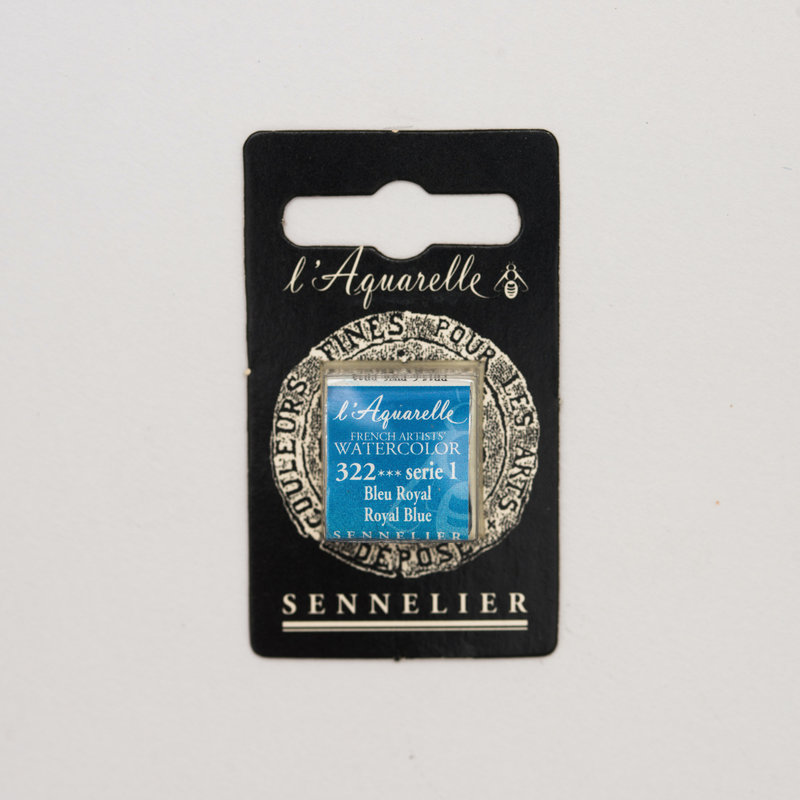 l'Aquarelle
COULEURS FINES POUR LES ARTS
DÉPOSÉ
l'Aquarelle
FRENCH ARTISTS'
WATERCOLOR
322*** serie 1
Bleu Royal
Royal Blue
SENNELIER
SENNELIER